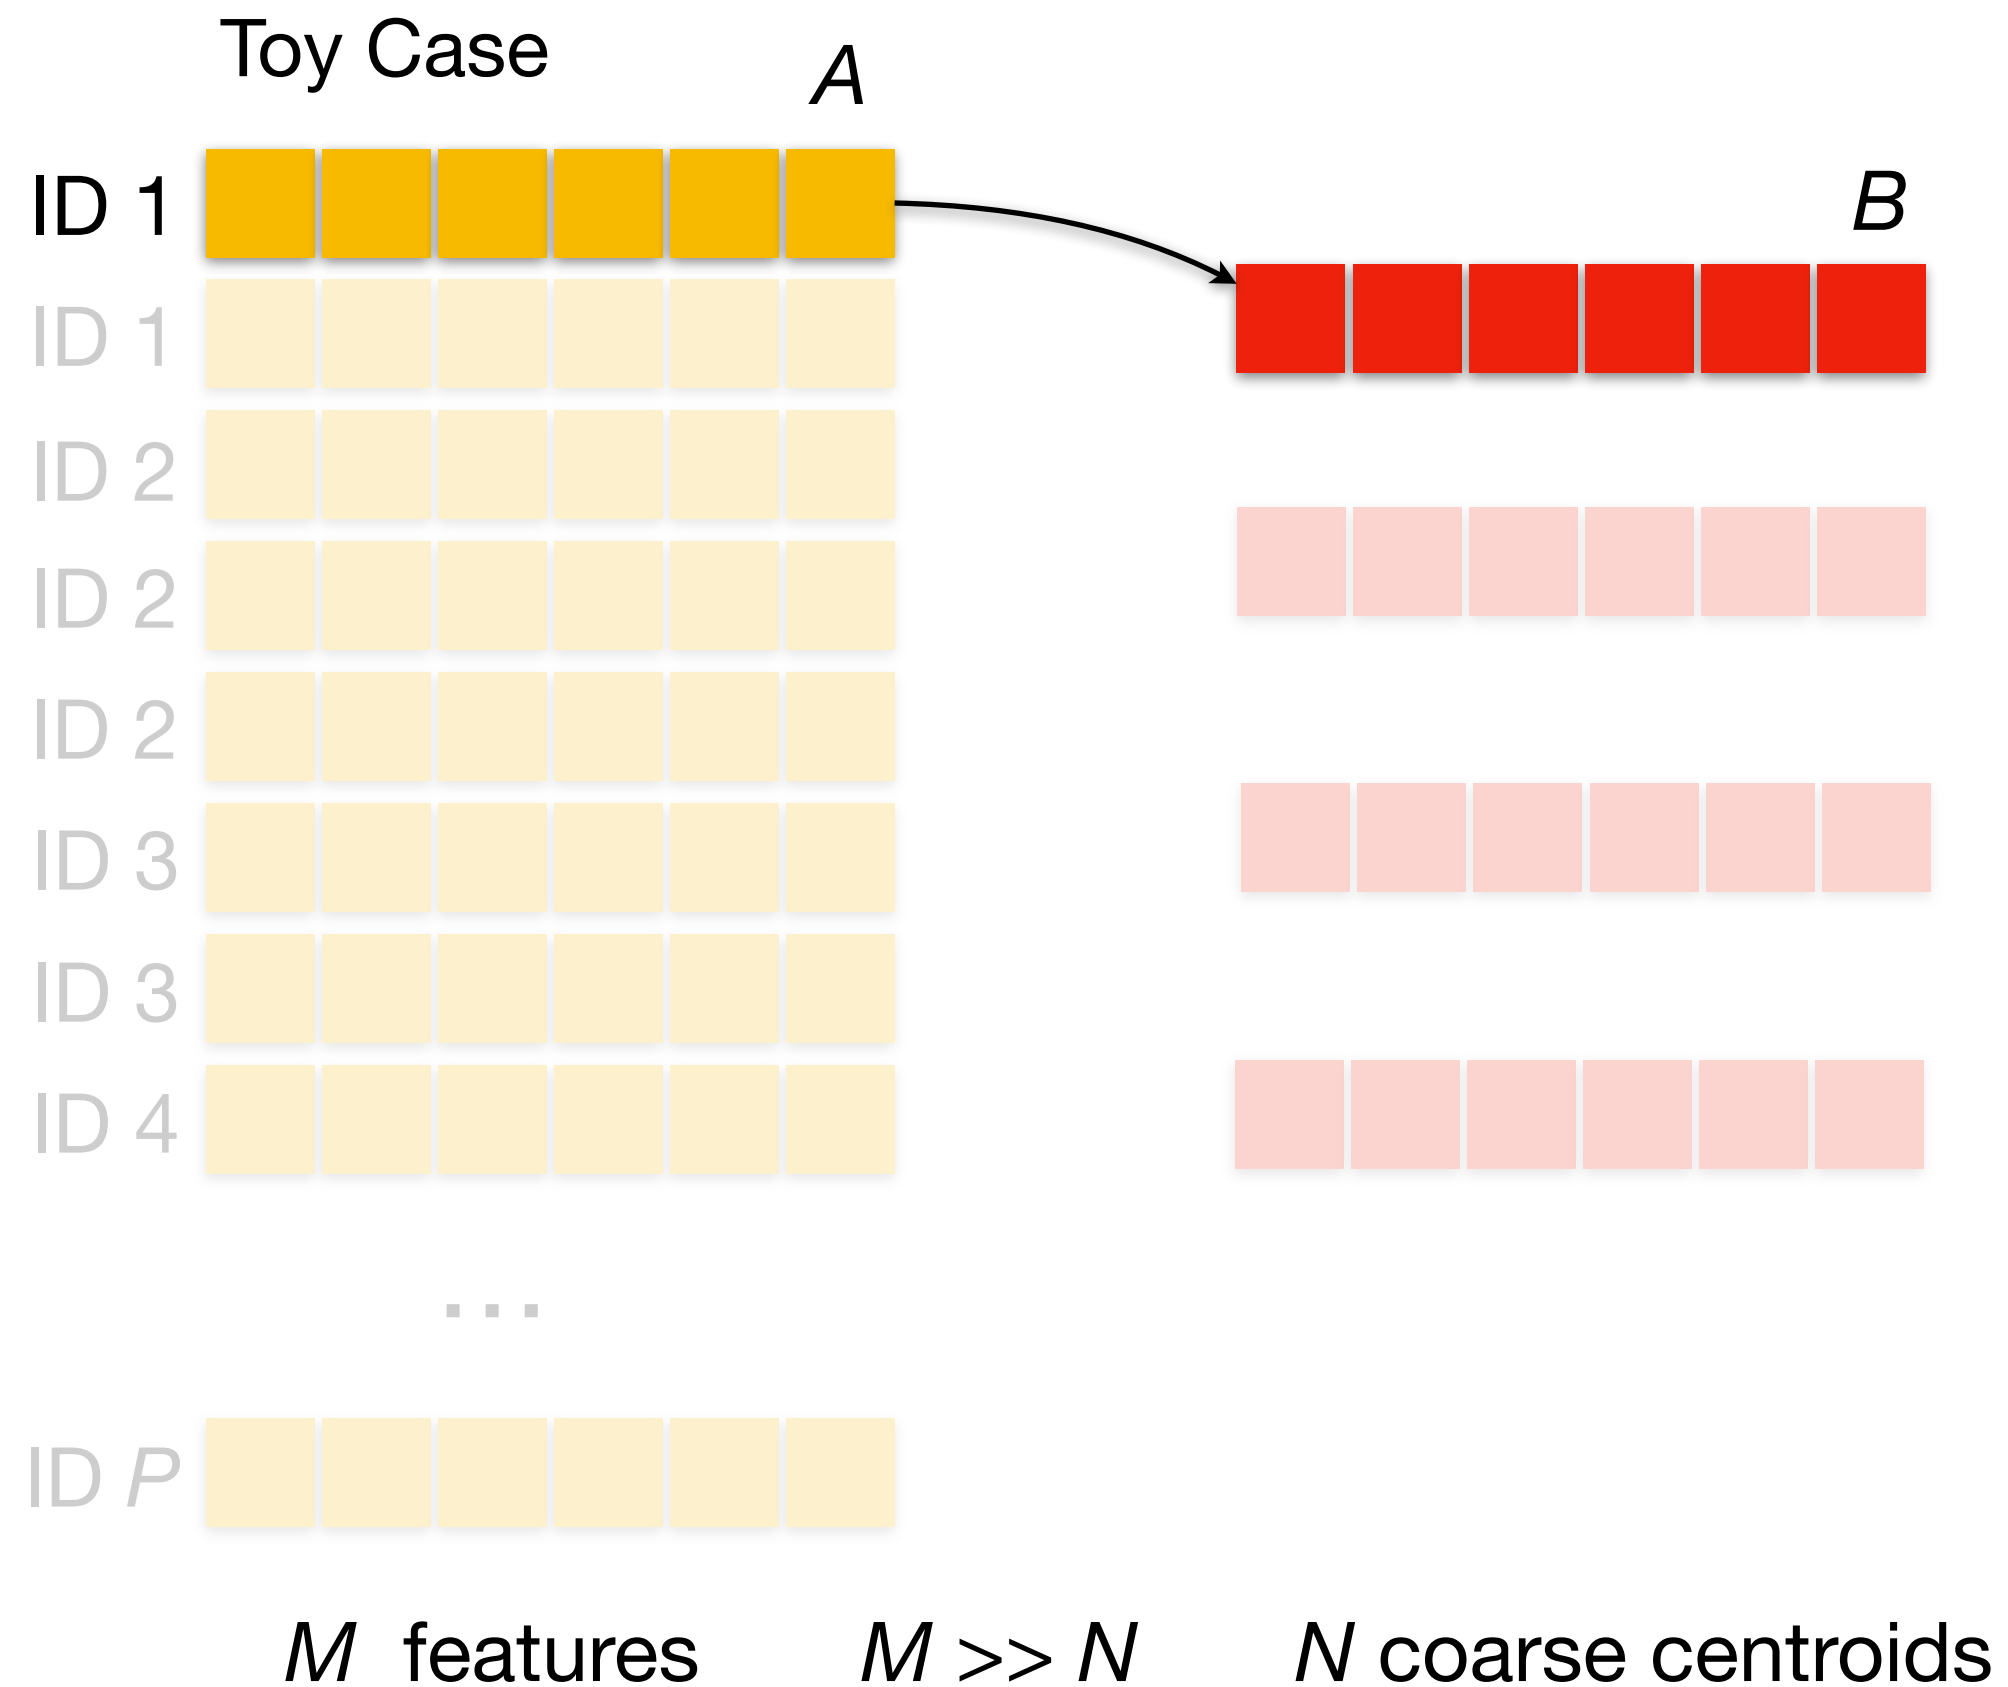 Toy Case
A
ID 1
B
ID 1
ID 2
ID 2
ID 2
ID 3
ID 3
ID 4
...
ID P
M features
M >> N
N coarse centroids